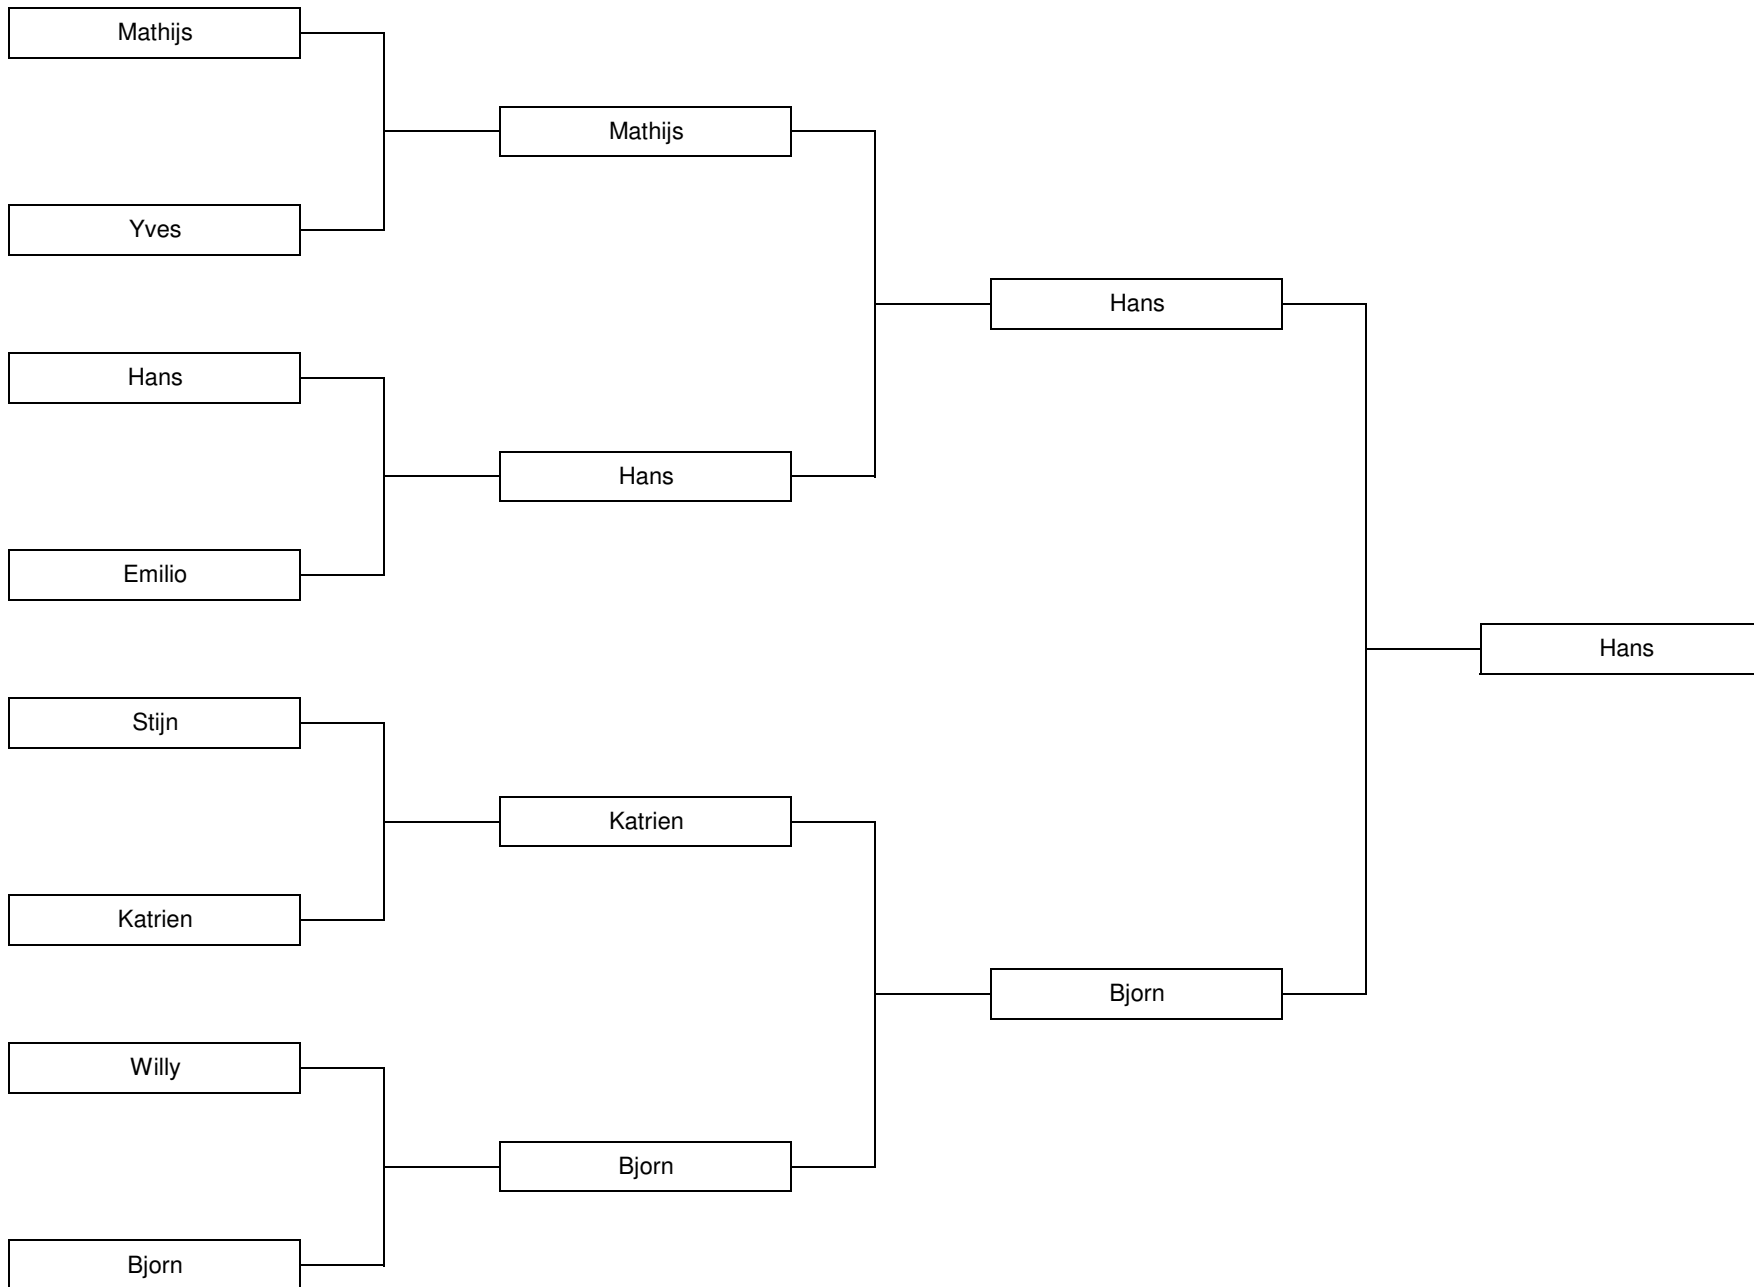 Mathijs
Mathijs
Yves
Hans
Hans
Hans
Emilio
Hans
Stijn
Katrien
Katrien
Bjorn
Willy
Bjorn
Bjorn